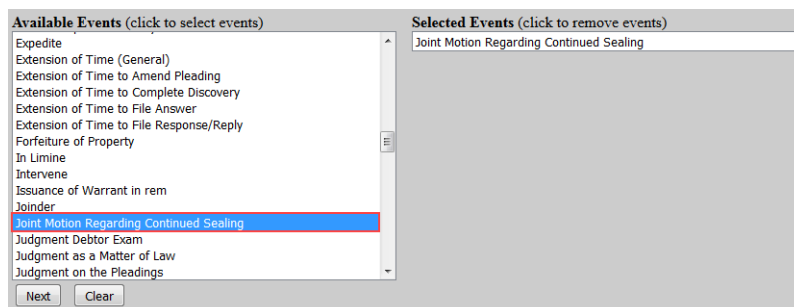 Available Events (click to select events)
Selected Events (click to remove events)
Expedite
Extension of Time (General)
Extension of Time to Amend Pleading
Extension of Time to Complete Discovery
Extension of Time to File Answer
Extension of Time to File Response/Reply
Forfeiture of Property
In Limine
Intervene
Issuance of Warrant in rem
Joinder
Joint Motion Regarding Continued Sealing
Judgment Debtor Exam
Judgment as a Matter of Law
Judgment on the Pleadings
Joint Motion Regarding Continued Sealing
Next
Clear